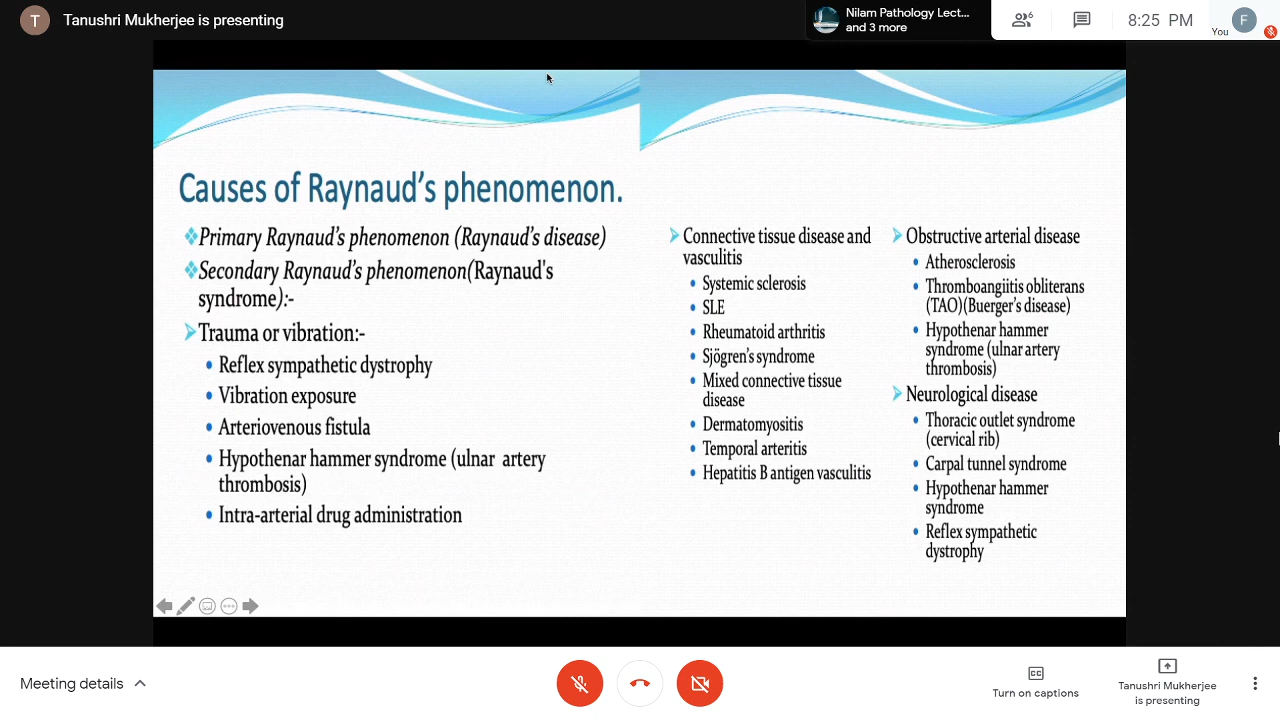 T
Tanushri Mukherjee is presenting
Nilam Pathology Lect...
and 3 more
6
8:25 PM
You
F
Causes of Raynaud's phenomenon.
Primary Raynaud's phenomenon (Raynaud's disease)
Secondary Raynaud's phenomenon(Raynaud's
syndrome):-
Trauma or vibration:-
Reflex sympathetic dystrophy
Vibration exposure
Arteriovenous fistula
Hypothenar hammer syndrome (ulnar artery
thrombosis)
Intra-arterial drug administration
Connective tissue disease and
vasculitis
Systemic sclerosis
SLE
Rheumatoid arthritis
Sjögren's syndrome
Mixed connective tissue
disease
Dermatomyositis
Temporal arteritis
Hepatitis B antigen vasculitis
Obstructive arterial disease
Atherosclerosis
Thromboangiitis obliterans
(TAO)(Buerger's disease)
Hypothenar hammer
syndrome (ulnar artery
thrombosis)
Neurological disease
Thoracic outlet syndrome
(cervical rib)
Carpal tunnel syndrome
Hypothenar hammer
syndrome
Reflex sympathetic
dystrophy
Meeting details
CC
Turn on captions
Tanushri Mukherjee
is presenting